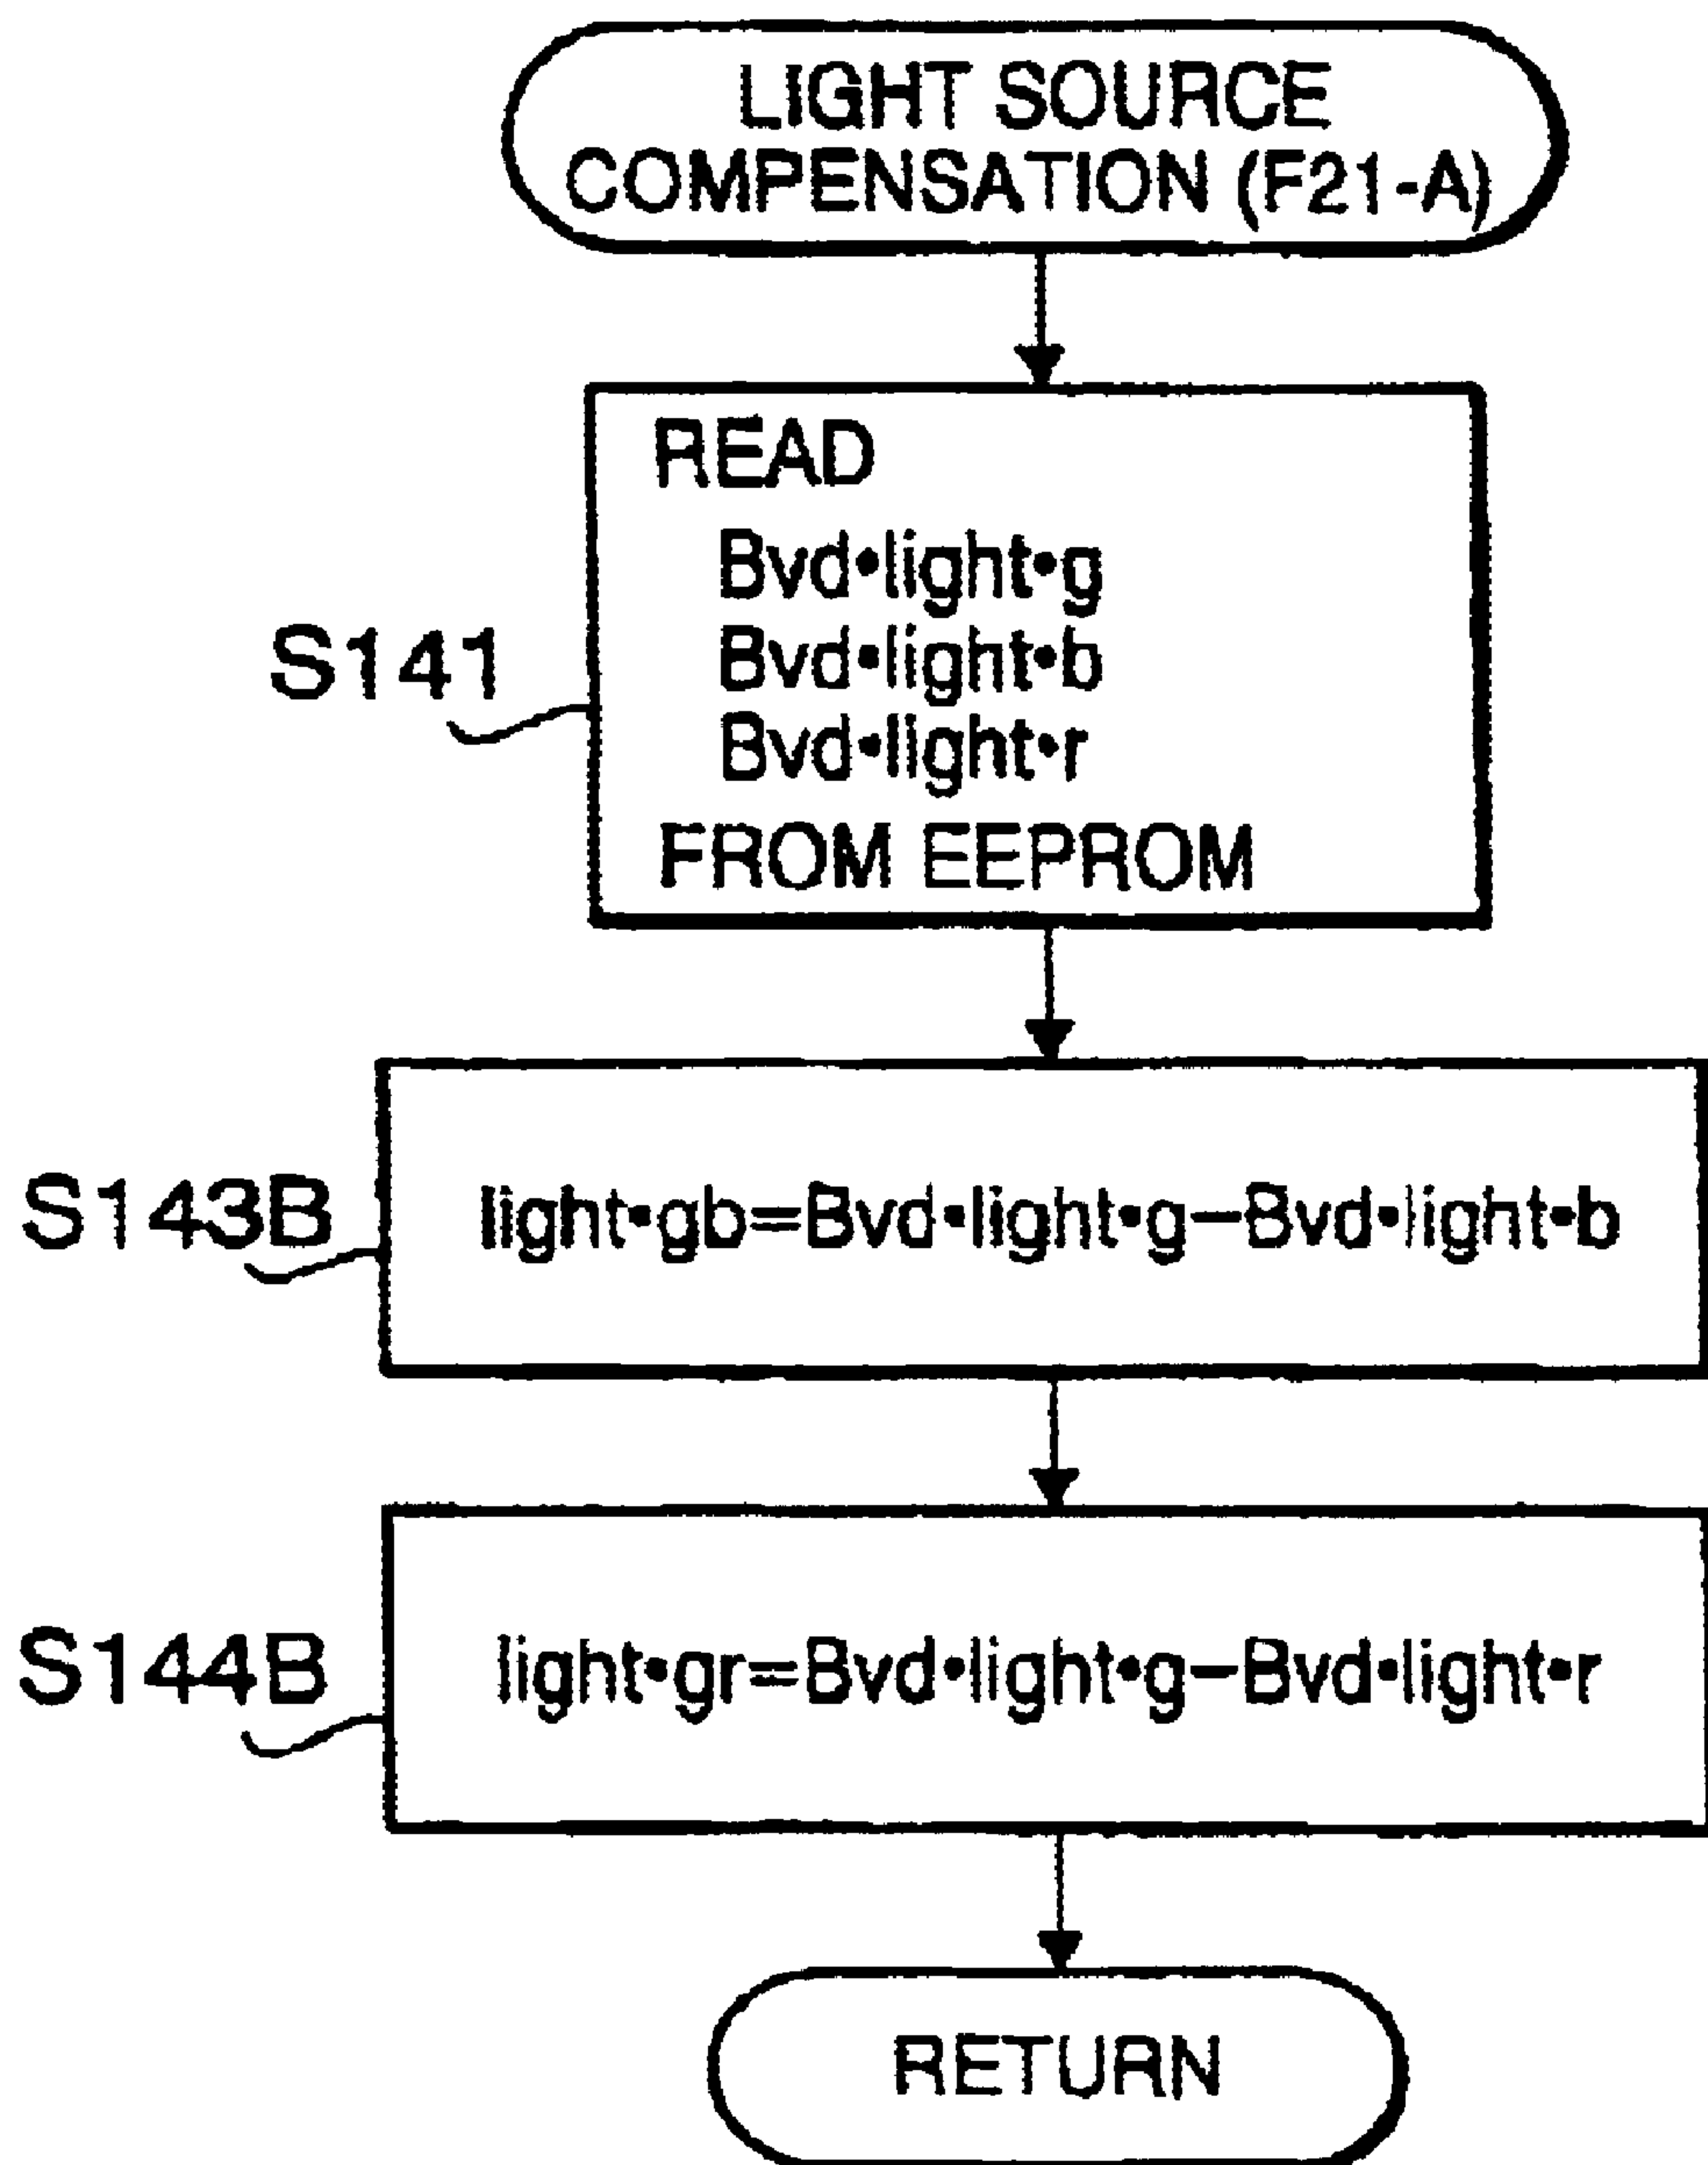 LIGHT SOURCE
COMPENSATION (F21-A)
READ
Bvd•light•g
Bvd•light•b
S141
Bvd•light•r
FROM EEPROM
S143B
light•gb=Bvd•light•g−Bvd•light•b
S144B
light•gr=Bvd•light•g−Bvd•light•r
RETURN